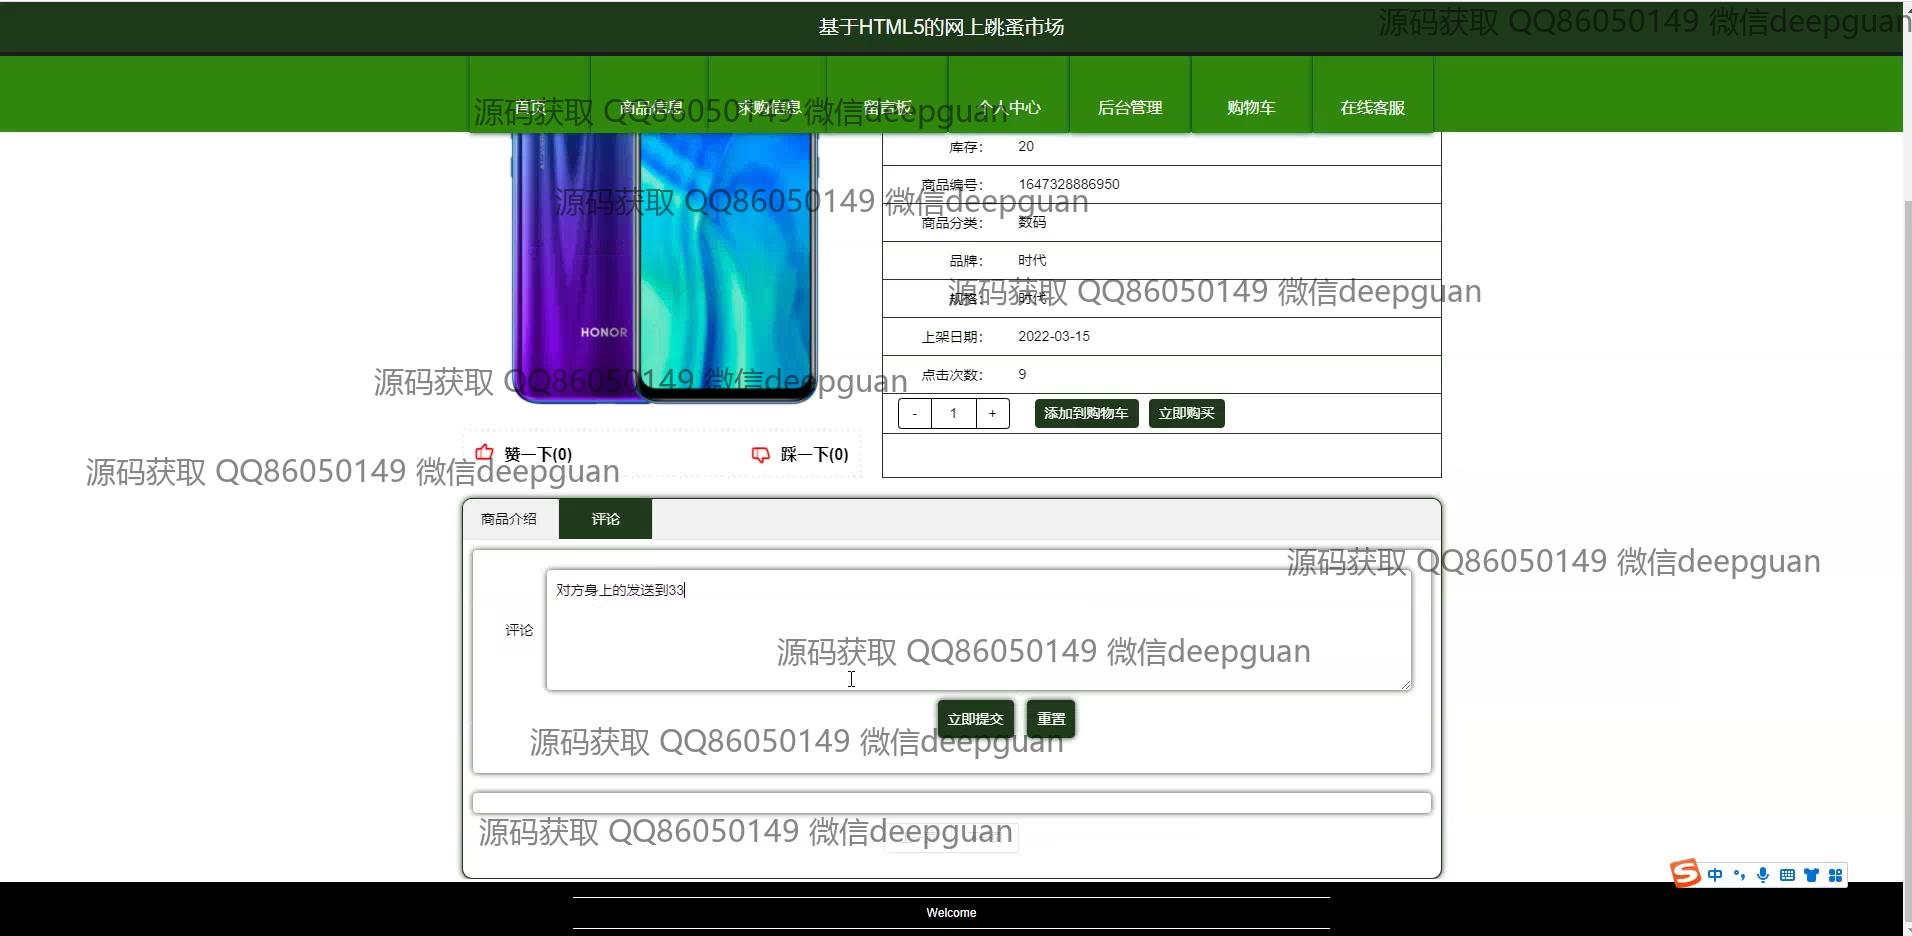 基于HTML5的网上跳蚤市场
源码获取 QQ86050149 微信deepguan
首页 商品信息 求购信息 留言板 个人中心 后台管理 购物车 在线客服
源码获取 QQ86050149 微信deepguan
库存： 20
商品编号： 1647328886950
源码获取 QQ86050149 微信deepguan
商品分类： 数码
品牌： 时代
规格： 时代
源码获取 QQ86050149 微信deepguan
HONOR
上架日期： 2022-03-15
点击次数： 9
源码获取 QQ86050149 微信deepguan
- 1 + 添加到购物车 立即购买
赞一下(0) 踩一下(0)
源码获取 QQ86050149 微信deepguan
商品介绍 评论
源码获取 QQ86050149 微信deepguan
对方身上的发送到33
评论
源码获取 QQ86050149 微信deepguan
立即提交 重置
源码获取 QQ86050149 微信deepguan
源码获取 QQ86050149 微信deepguan
中
Welcome